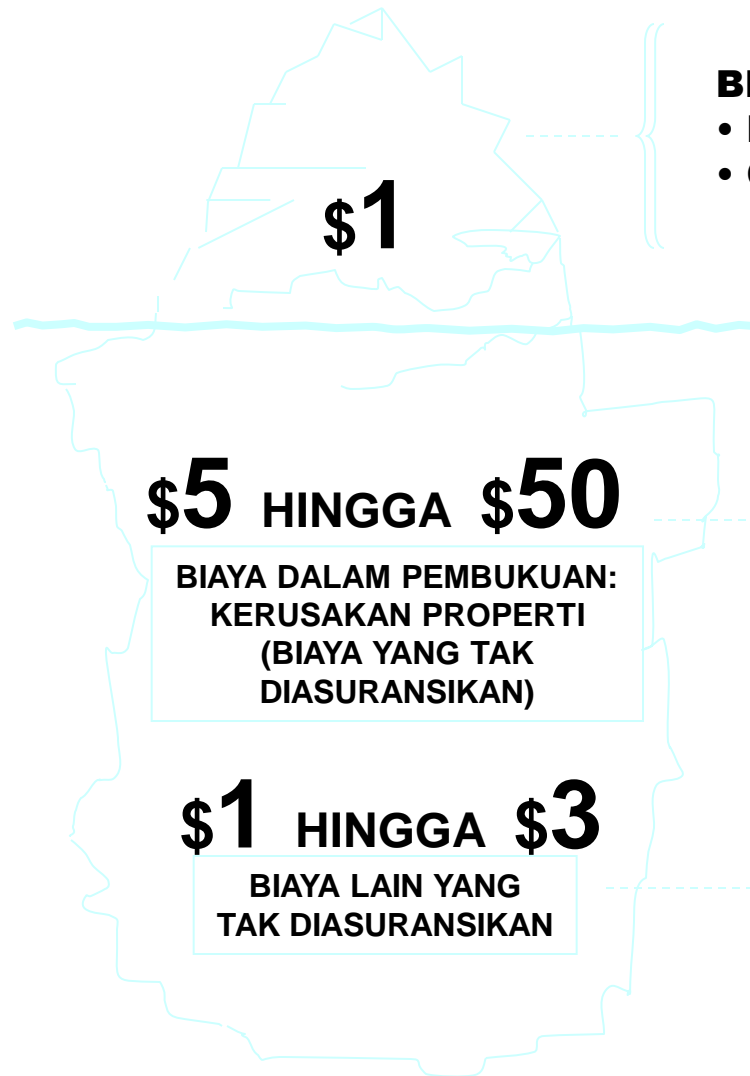 $1
$5 HINGGA $50
BIAYA DALAM PEMBUKUAN:
KERUSAKAN PROPERTI
(BIAYA YANG TAK
DIASURANSIKAN)
$1 HINGGA $3
BIAYA LAIN YANG
TAK DIASURANSIKAN